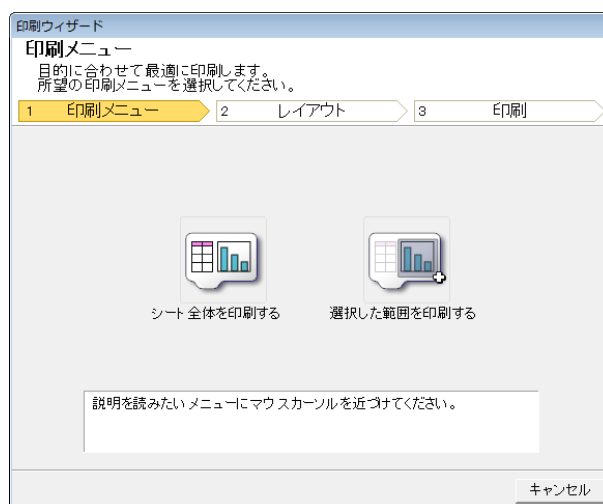 印刷ウィザード
印刷メニュー
目的に合わせて最適に印刷します。
所望の印刷メニューを選択してください。
1 印刷メニュー 2 レイアウト 3 印刷
シート全体を印刷する 選択した範囲を印刷する
説明を読みたいメニューにマウスカーソルを近づけてください。
キャンセル